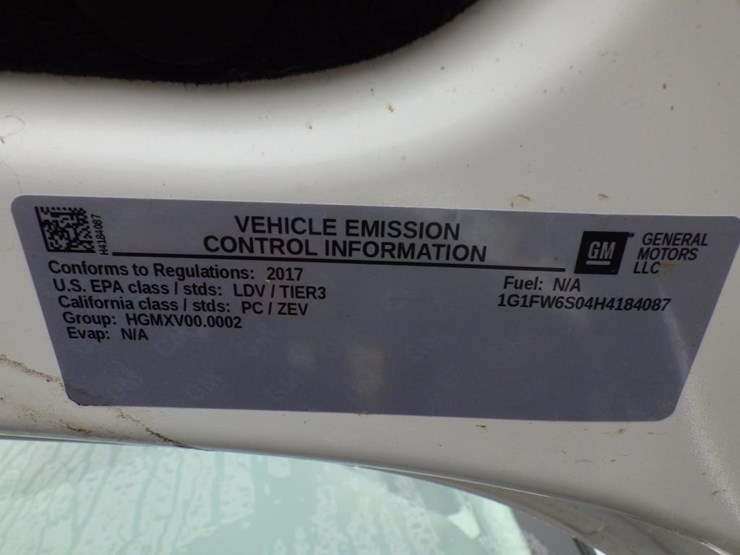 H4184087
VEHICLE EMISSION
CONTROL INFORMATION
GM
GENERAL
MOTORS
LLC
Conforms to Regulations: 2017
U.S. EPA class / stds: LDV / TIER3
California class / stds: PC / ZEV
Group: HGMXV00.0002
Evap: N/A
Fuel: N/A
1G1FW6S04H4184087